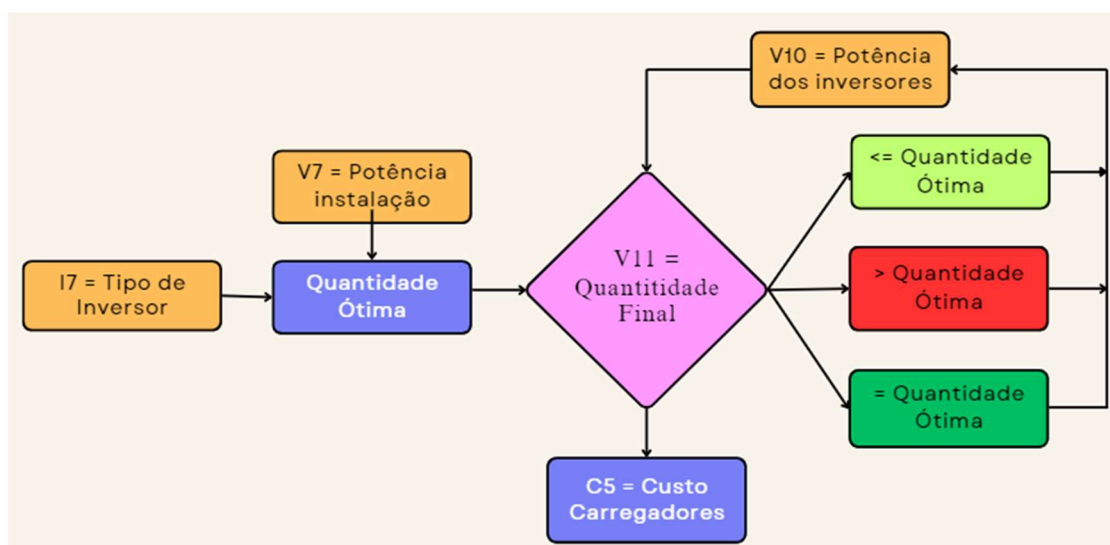 V10 = Potência
dos inversores
<= Quantidade
Ótima
V7 = Potência
instalação
I7 = Tipo de
Inversor
Quantidade
Ótima
V11 =
Quantitidade
Final
> Quantidade
Ótima
= Quantidade
Ótima
C5 = Custo
Carregadores